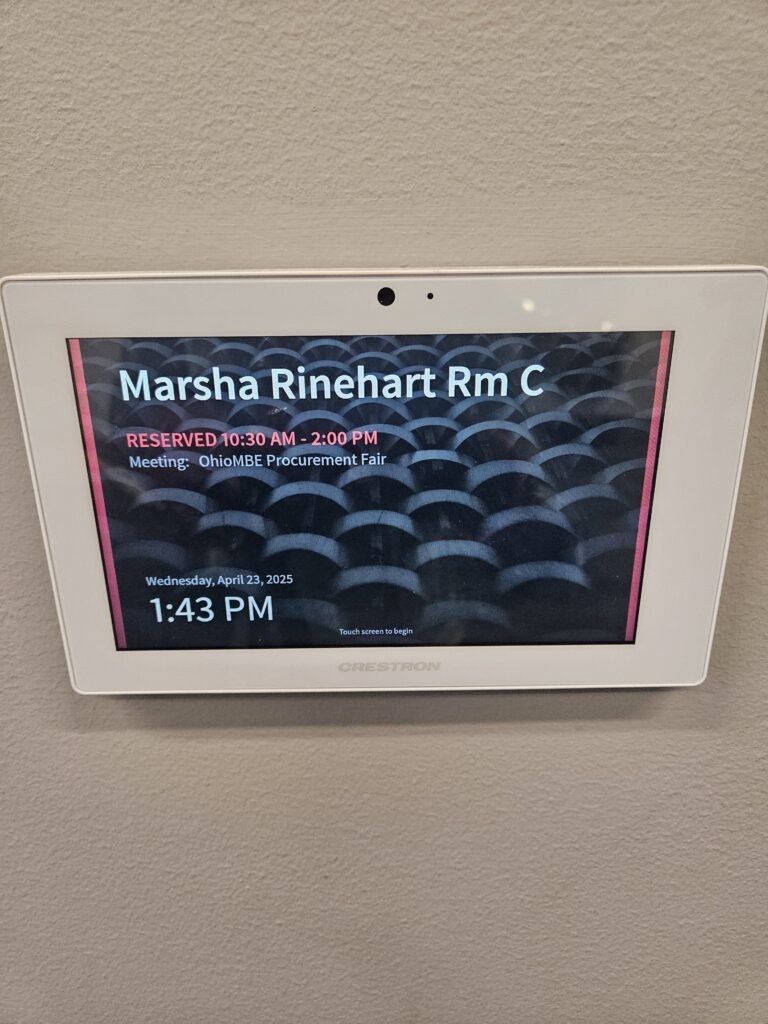 Marsha Rinehart Rm C
RESERVED 10:30 AM - 2:00 PM
Meeting: OhioMBE Procurement Fair
Wednesday, April 23, 2025
1:43 PM
Touch screen to begin
CRESTRON